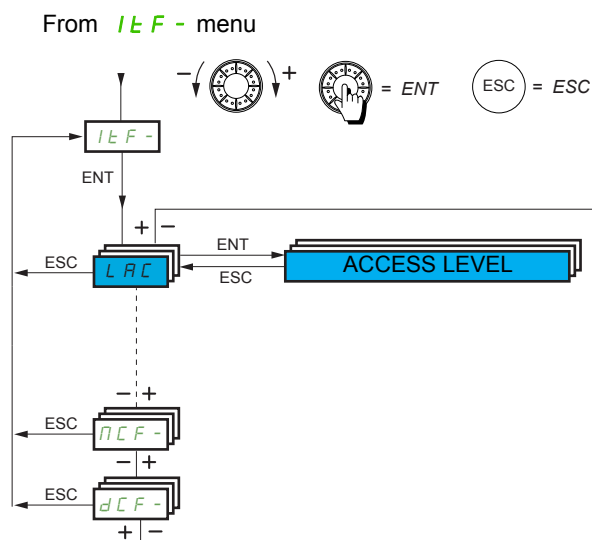 From ItF - menu
- + = ENT ESC = ESC
ItF-
ENT
+ -
ESC LAC ENT ACCESS LEVEL
ESC
- +
ESC MCF-
- +
ESC dCF-
+ -